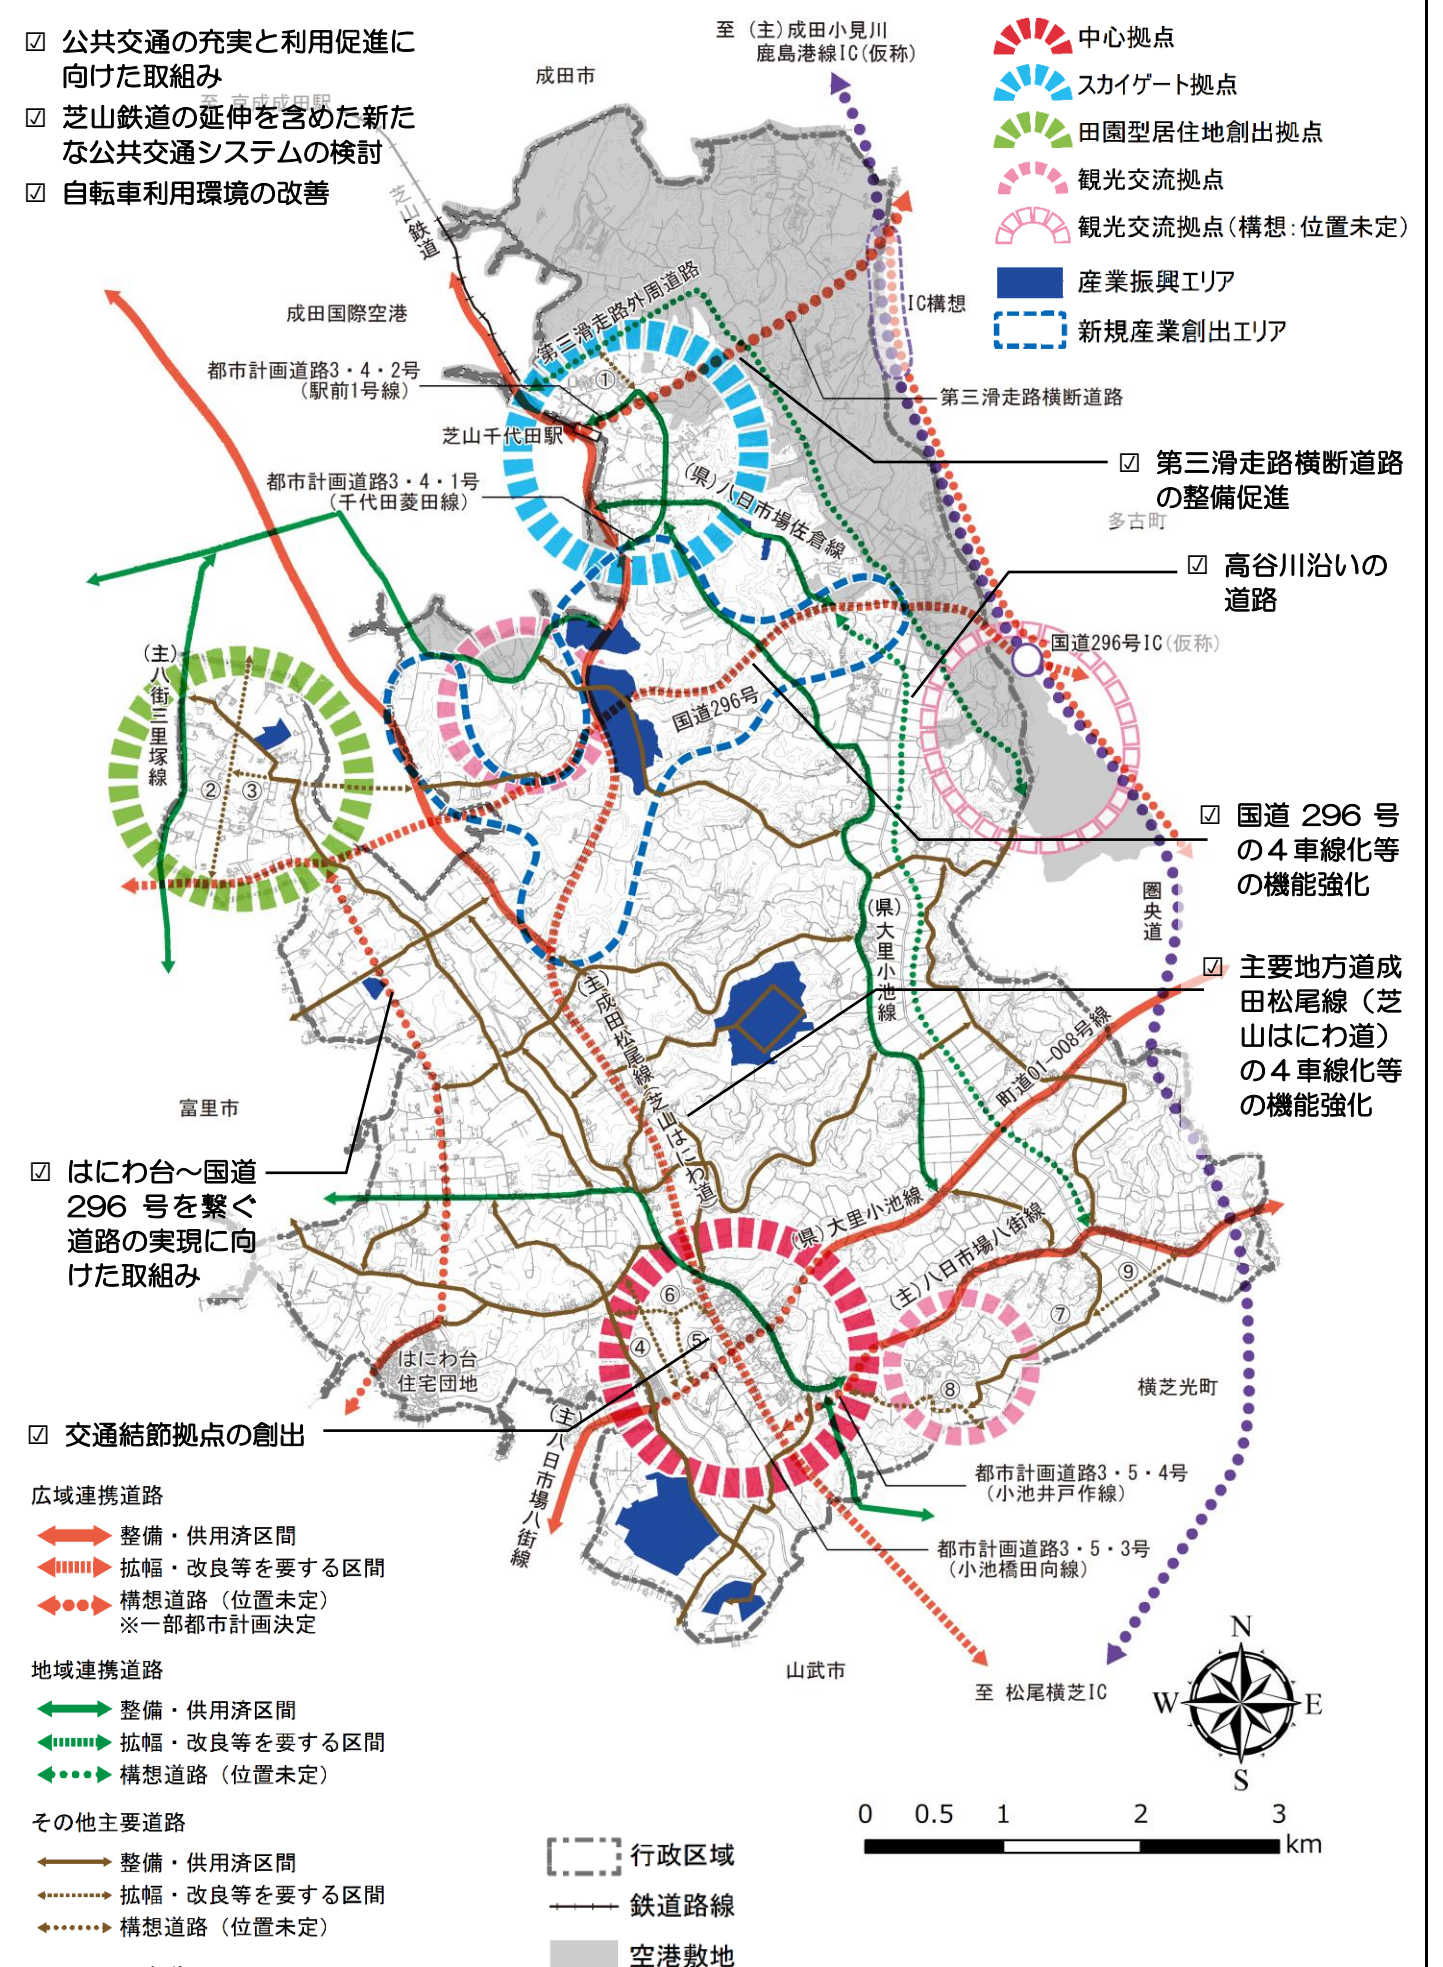 ☑ 公共交通の充実と利用促進に
向けた取組み
至 京成成田駅
☑ 芝山鉄道の延伸を含めた新た
な公共交通システムの検討
☑ 自転車利用環境の改善
芝山鉄道
成田市
至 (主)成田小見川
鹿島港線IC(仮称)
中心拠点
スカイゲート拠点
田園型居住地創出拠点
観光交流拠点
観光交流拠点(構想:位置未定)
産業振興エリア
新規産業創出エリア
成田国際空港
第三滑走路外周道路
IC構想
都市計画道路3・4・2号
(駅前1号線)
①
第三滑走路横断道路
芝山千代田駅
☑ 第三滑走路横断道路
の整備促進
都市計画道路3・4・1号
(千代田菱田線)
(県)八日市場佐倉線
多古町
☑ 高谷川沿いの
道路
国道296号IC(仮称)
(主)八街三里塚線
国道296号
② ③
☑ 国道 296 号
の4車線化等
の機能強化
圏央道
(県)大里小池線
☑ 主要地方道成
田松尾線(芝
山はにわ道)
の4車線化等
の機能強化
(主)成田松尾線(芝山はにわ道)
町道01-008号線
富里市
☑ はにわ台~国道
296 号を繋ぐ
道路の実現に向
けた取組み
(県)大里小池線
(主)八日市場八街線
⑨
⑥
⑦
④ ⑤
はにわ台
住宅団地
⑧
横芝光町
☑ 交通結節拠点の創出
(主)八日市場八街線
都市計画道路3・5・4号
(小池井戸作線)
都市計画道路3・5・3号
(小池橋田向線)
山武市
至 松尾横芝IC
広域連携道路
整備・供用済区間
拡幅・改良等を要する区間
構想道路(位置未定)
※一部都市計画決定
地域連携道路
整備・供用済区間
拡幅・改良等を要する区間
構想道路(位置未定)
その他主要道路
整備・供用済区間
拡幅・改良等を要する区間
構想道路(位置未定)
行政区域
鉄道路線
空港敷地
N
W E
S
0 0.5 1 2 3
km